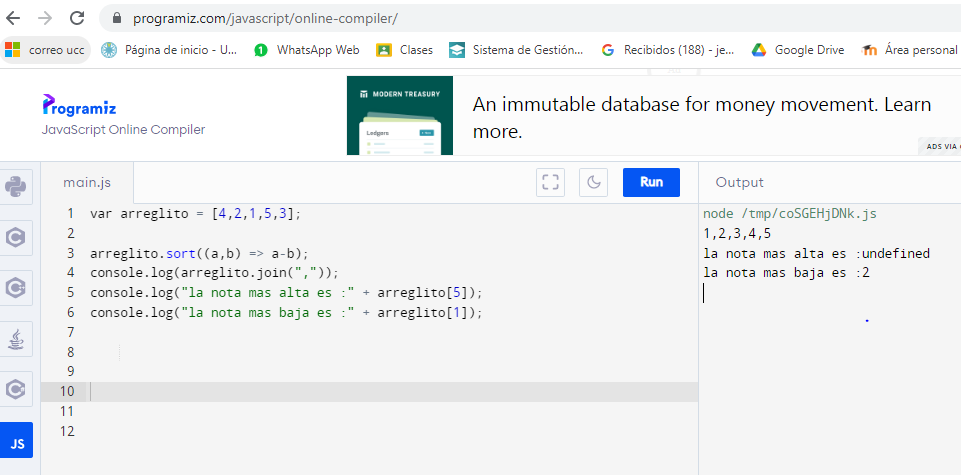 programiz.com/javascript/online-compiler/
correo ucc Página de inicio - U... WhatsApp Web Clases Sistema de Gestión... Recibidos (188) - je... Google Drive Área personal
Programiz
JavaScript Online Compiler
MODERN TREASURY
Ledgers
An immutable database for money movement. Learn
more.
ADS VIA
main.js Run Output
1 var arreglito = [4,2,1,5,3];
2
3 arreglito.sort((a,b) => a-b);
4 console.log(arreglito.join(","));
5 console.log("la nota mas alta es :" + arreglito[5]);
6 console.log("la nota mas baja es :" + arreglito[1]);
7
8
9
10
11
12
JS
node /tmp/coSGEHjDNk.js
1,2,3,4,5
la nota mas alta es :undefined
la nota mas baja es :2